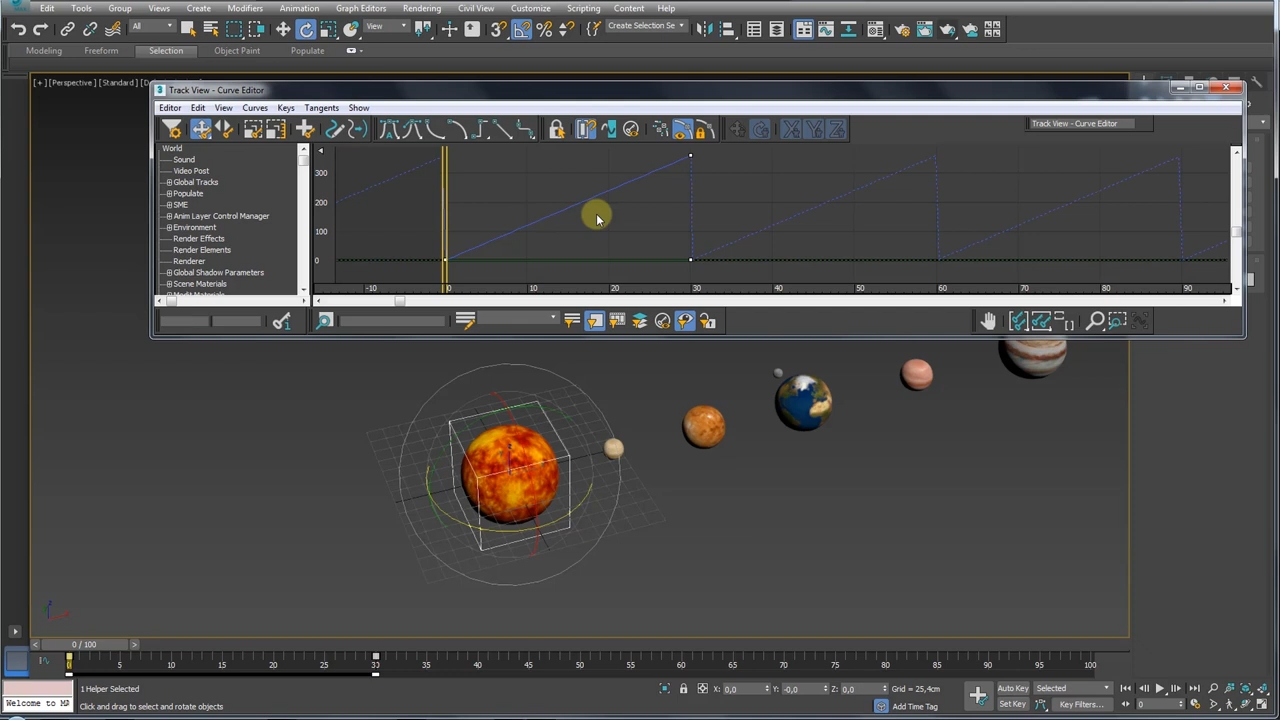 Edit Tools Group Views Create Modifiers Animation Graph Editors Rendering Civil View Customize Scripting Content Help
All View Create Selection Se
Modeling Freeform Selection Object Paint Populate
[+] [Perspective] [Standard]
3 Track View - Curve Editor
Editor Edit View Curves Keys Tangents Show
Track View - Curve Editor
World
Sound
Video Post
Global Tracks
Populate
SME
Anim Layer Control Manager
Environment
Render Effects
Render Elements
Renderer
Global Shadow Parameters
Scene Materials
300
200
100
0
-10 0 10 20 30 40 50 60 70 80 90
0 / 100
5 10 15 20 25 30 35 40 45 50 55 60 65 70 75 80 85 90 95 100
1 Helper Selected X: 0,0 Y: -0,0 Z: 0,0 Grid = 25,4cm Auto Key Selected
Welcome to MA Click and drag to select and rotate objects Add Time Tag Set Key Key Filters... 0